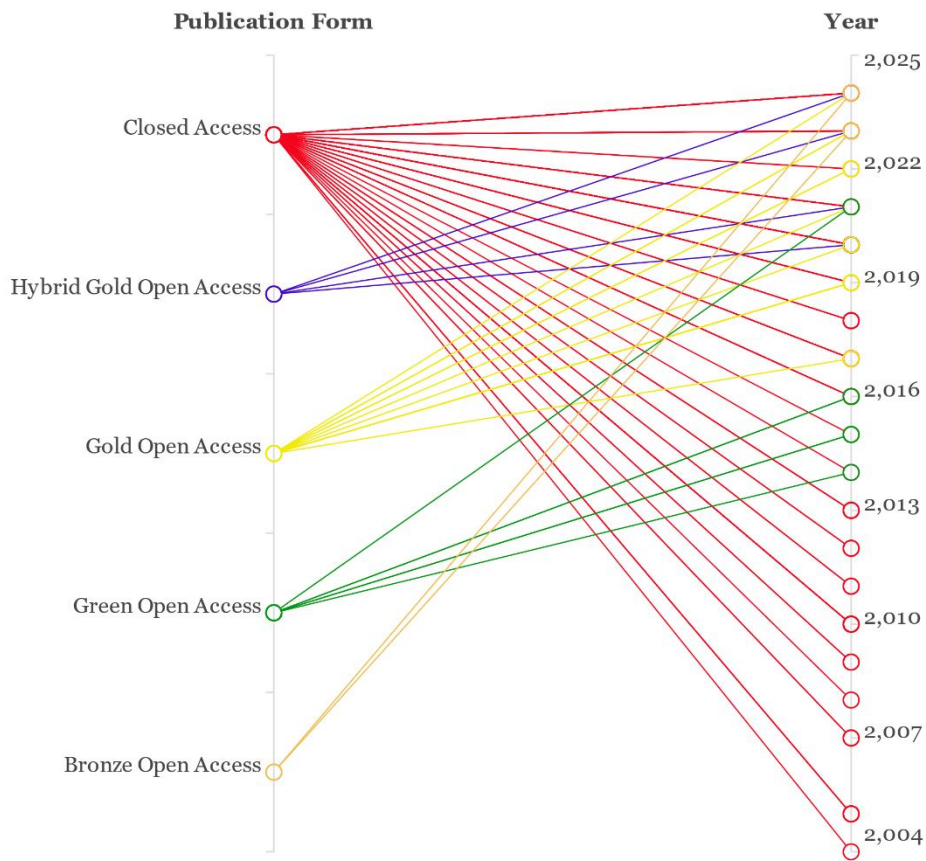 Publication Form
Year
Closed Access
Hybrid Gold Open Access
Gold Open Access
Green Open Access
Bronze Open Access
2,025
2,022
2,019
2,016
2,013
2,010
2,007
2,004